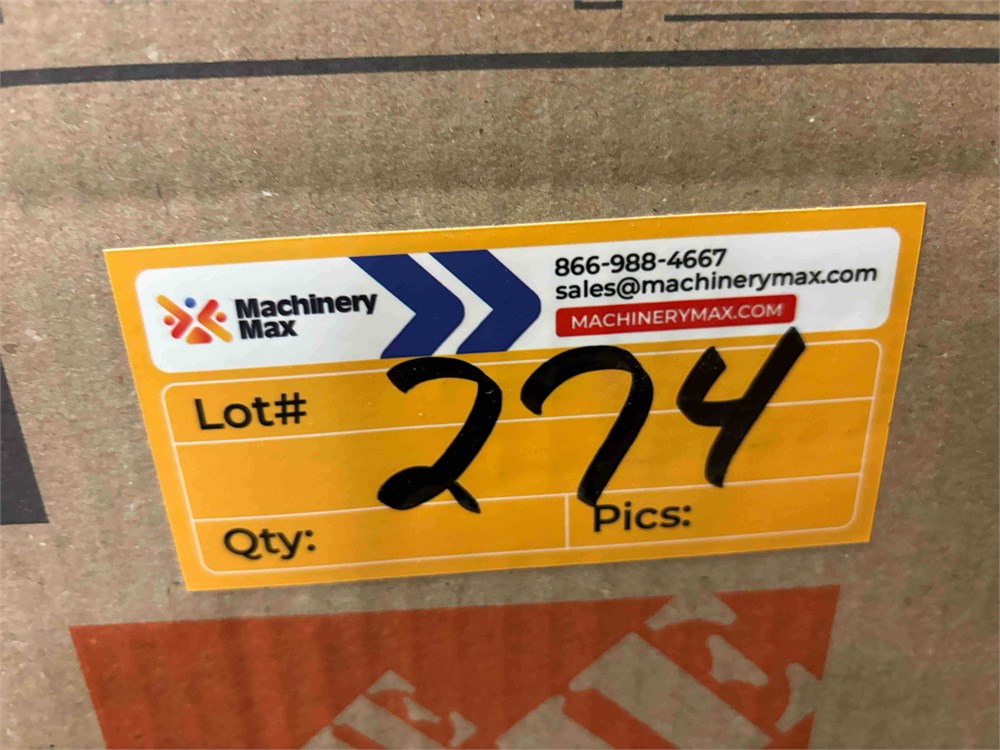 Machinery
Max
866-988-4667
sales@machinerymax.com
MACHINERYMAX.COM
Lot# 274
Qty:
Pics: